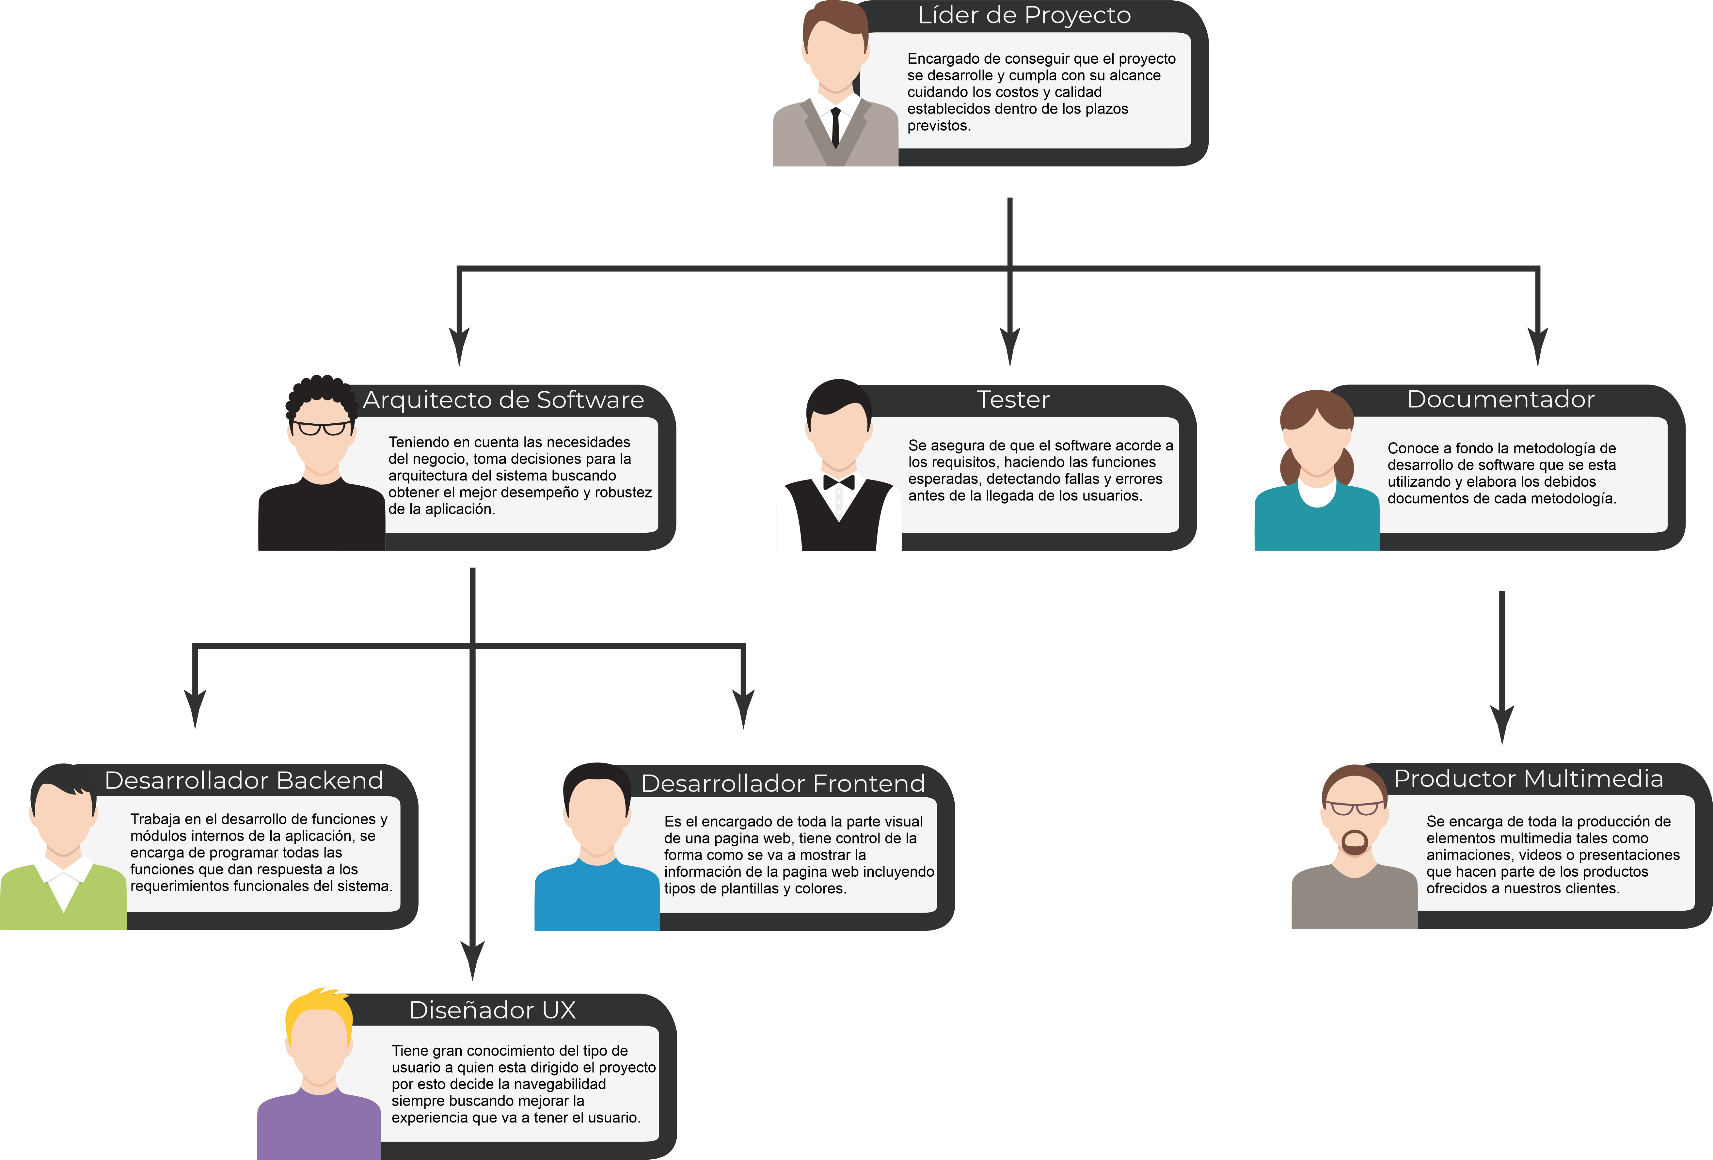 Líder de Proyecto
Encargado de conseguir que el proyecto
se desarrolle y cumpla con su alcance
cuidando los costos y calidad
establecidos dentro de los plazos
previstos.
Arquitecto de Software
Teniendo en cuenta las necesidades
del negocio, toma decisiones para la
arquitectura del sistema buscando
obtener el mejor desempeño y robustez
de la aplicación.
Tester
Se asegura de que el software acorde a
los requisitos, haciendo las funciones
esperadas, detectando fallas y errores
antes de la llegada de los usuarios.
Documentador
Conoce a fondo la metodología de
desarrollo de software que se esta
utilizando y elabora los debidos
documentos de cada metodología.
Desarrollador Backend
Trabaja en el desarrollo de funciones y
módulos internos de la aplicación, se
encarga de programar todas las
funciones que dan respuesta a los
requerimientos funcionales del sistema.
Desarrollador Frontend
Es el encargado de toda la parte visual
de una pagina web, tiene control de la
forma como se va a mostrar la
información de la pagina web incluyendo
tipos de plantillas y colores.
Productor Multimedia
Se encarga de toda la producción de
elementos multimedia tales como
animaciones, videos o presentaciones
que hacen parte de los productos
ofrecidos a nuestros clientes.
Diseñador UX
Tiene gran conocimiento del tipo de
usuario a quien esta dirigido el proyecto
por esto decide la navegabilidad
siempre buscando mejorar la
experiencia que va a tener el usuario.